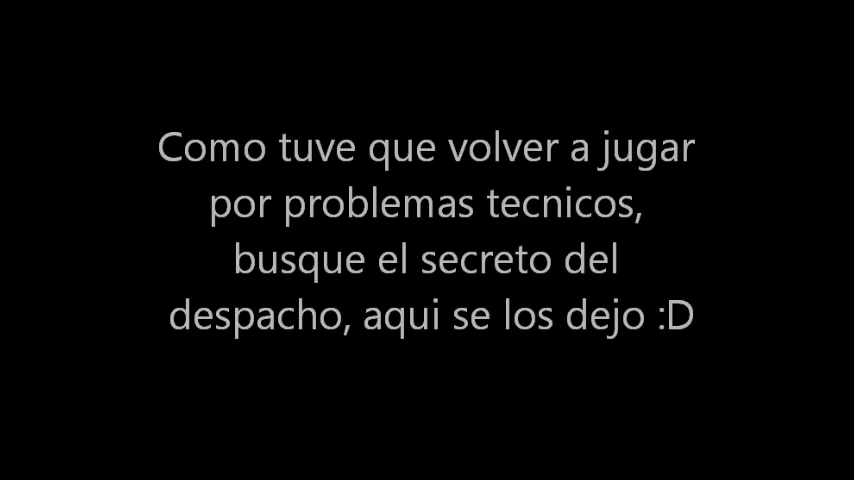 Como tuve que volver a jugar
por problemas tecnicos,
busque el secreto del
despacho, aqui se los dejo :D